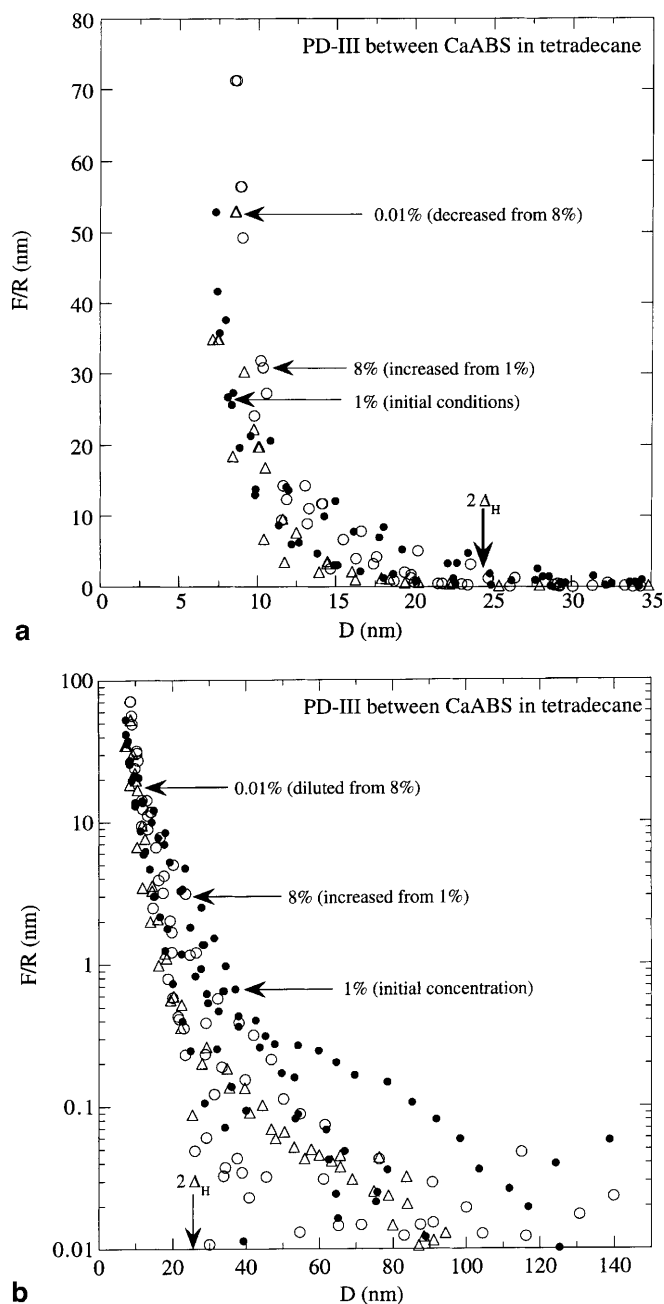 PD-III between CaABS in tetradecane
80
70
60
50
40
30
20
10
0
F/R (nm)
0.01% (decreased from 8%)
8% (increased from 1%)
1% (initial conditions)
2 ΔH
0 5 10 15 20 25 30 35
D (nm)
a
PD-III between CaABS in tetradecane
100
10
1
0.1
0.01
F/R (nm)
0.01% (diluted from 8%)
8% (increased from 1%)
1% (initial concentration)
2 H
0 20 40 60 80 100 120 140
D (nm)
b